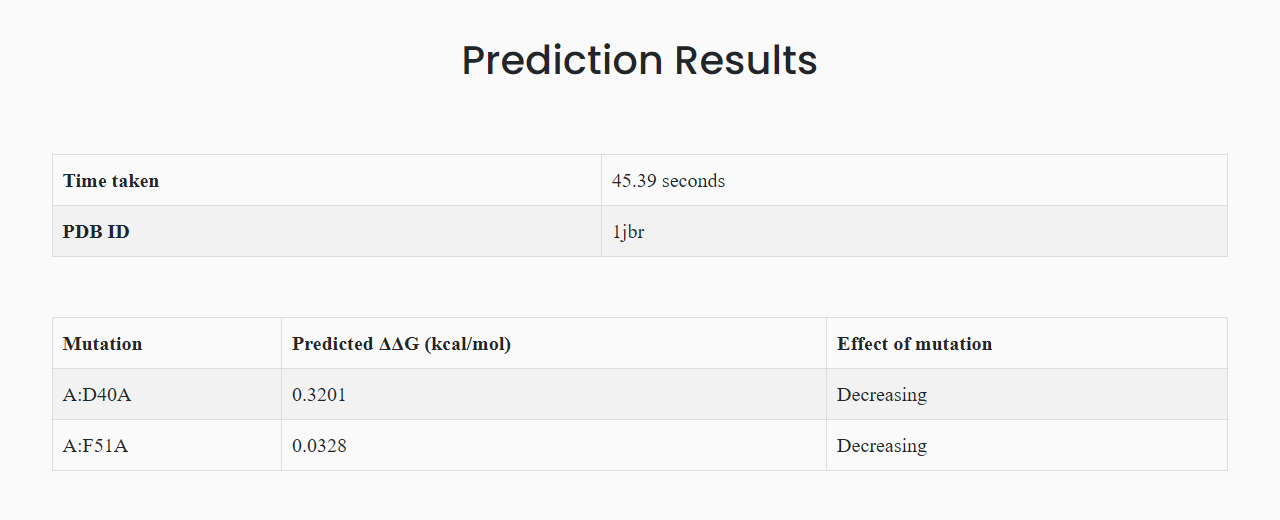 Prediction Results
Time taken 45.39 seconds
PDB ID 1jbr
Mutation Predicted ΔΔG (kcal/mol) Effect of mutation
A:D40A 0.3201 Decreasing
A:F51A 0.0328 Decreasing